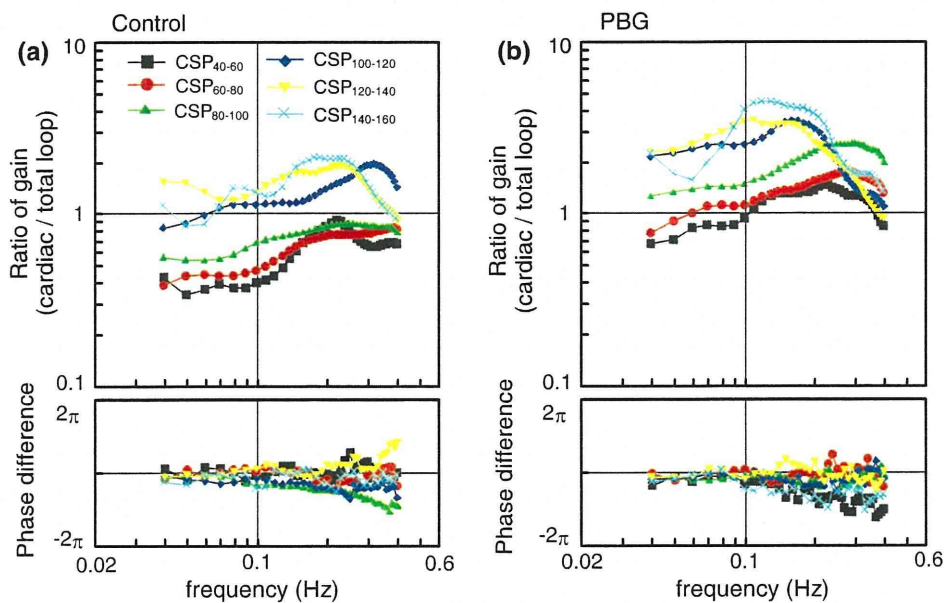 Control
(a)
10
CSP40-60
CSP60-80
CSP80-100
CSP100-120
CSP120-140
CSP140-160
Ratio of gain
(cardiac / total loop)
1
0.1
Phase difference
2π
-2π
0.02
0.1
0.6
frequency (Hz)
PBG
(b)
10
Ratio of gain
(cardiac / total loop)
1
0.1
Phase difference
2π
-2π
0.02
0.1
0.6
frequency (Hz)